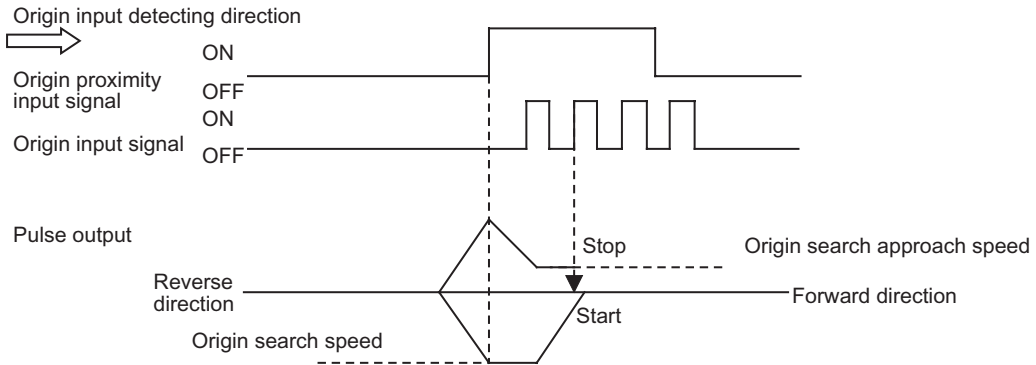 Origin input detecting direction
ON
Origin proximity
input signal
OFF
ON
Origin input signal
OFF
Pulse output
Stop
Origin search approach speed
Reverse
direction
Forward direction
Start
Origin search speed